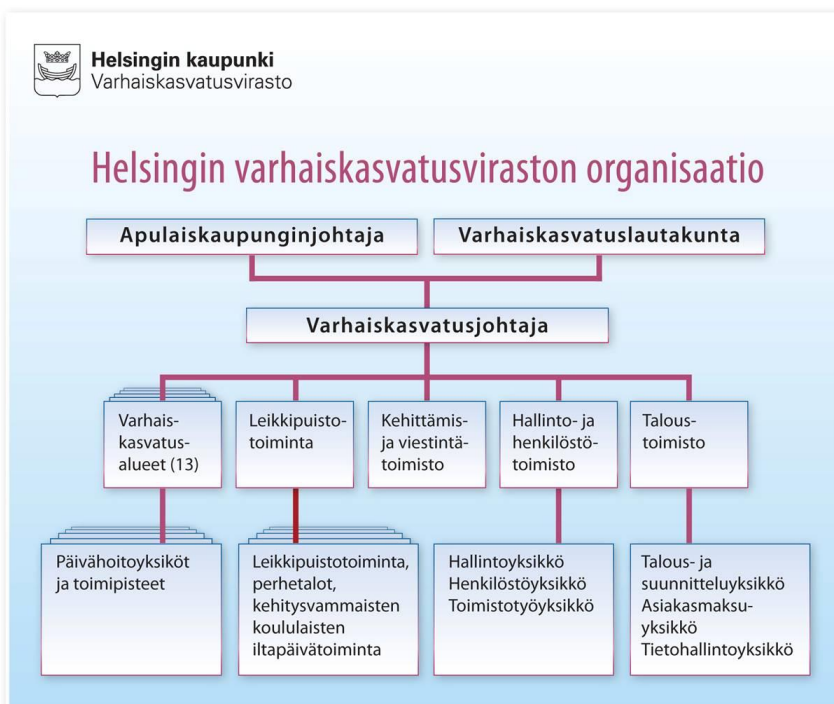 Helsingin kaupunki
Varhaiskasvatusvirasto
Helsingin varhaiskasvatusviraston organisaatio
Apulaiskaupunginjohtaja
Varhaiskasvatuslautakunta
Varhaiskasvatusjohtaja
Varhais-
kasvatus-
alueet (13)
Leikkipuisto-
toiminta
Kehittämis-
ja viestintä-
toimisto
Hallinto- ja
henkilöstö-
toimisto
Talous-
toimisto
Päivähoitoyksiköt
ja toimipisteet
Leikkipuistotoiminta,
perhetalot,
kehitysvammaisten
koululaisten
iltapäivätoiminta
Hallintoyksikkö
Henkilöstöyksikkö
Toimistotyöyksikkö
Talous- ja
suunnitteluyksikkö
Asiakasmaksu-
yksikkö
Tietohallintoyksikkö